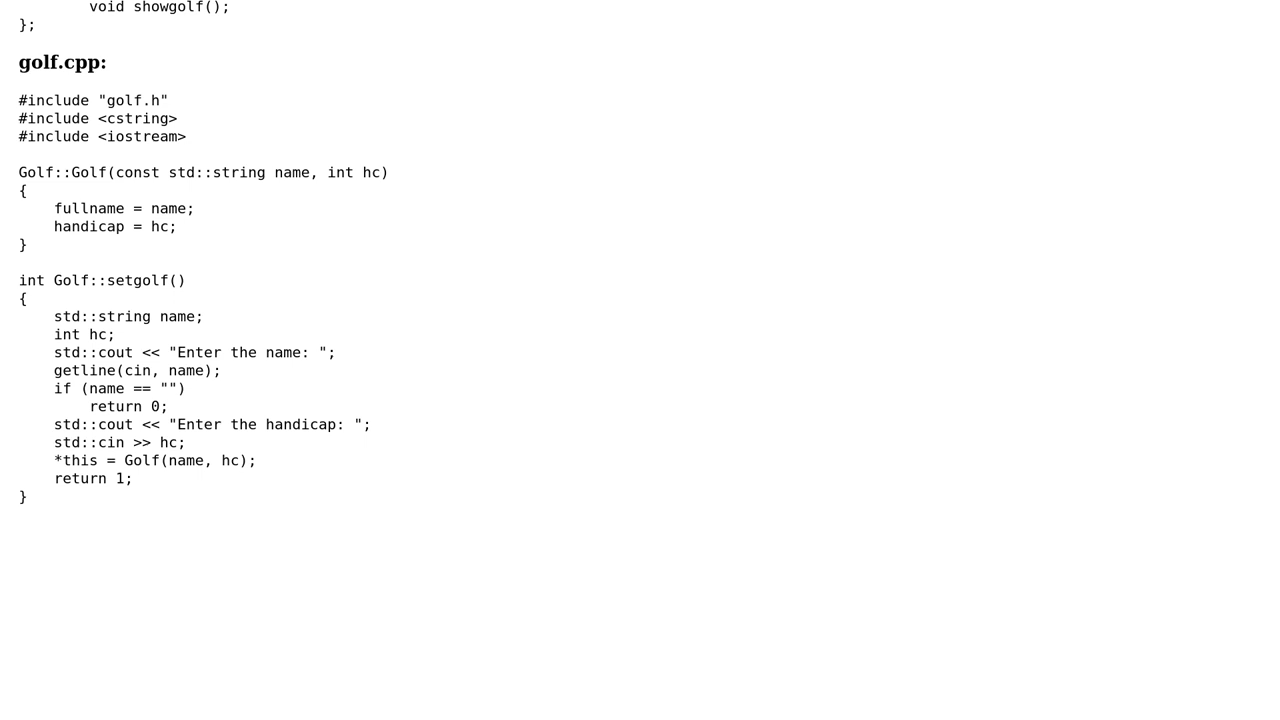 void showgolf();
};
golf.cpp:
#include "golf.h"
#include <cstring>
#include <iostream>

Golf::Golf(const std::string name, int hc)
{
    fullname = name;
    handicap = hc;
}

int Golf::setgolf()
{
    std::string name;
    int hc;
    std::cout << "Enter the name: ";
    getline(cin, name);
    if (name == "")
        return 0;
    std::cout << "Enter the handicap: ";
    std::cin >> hc;
    *this = Golf(name, hc);
    return 1;
}